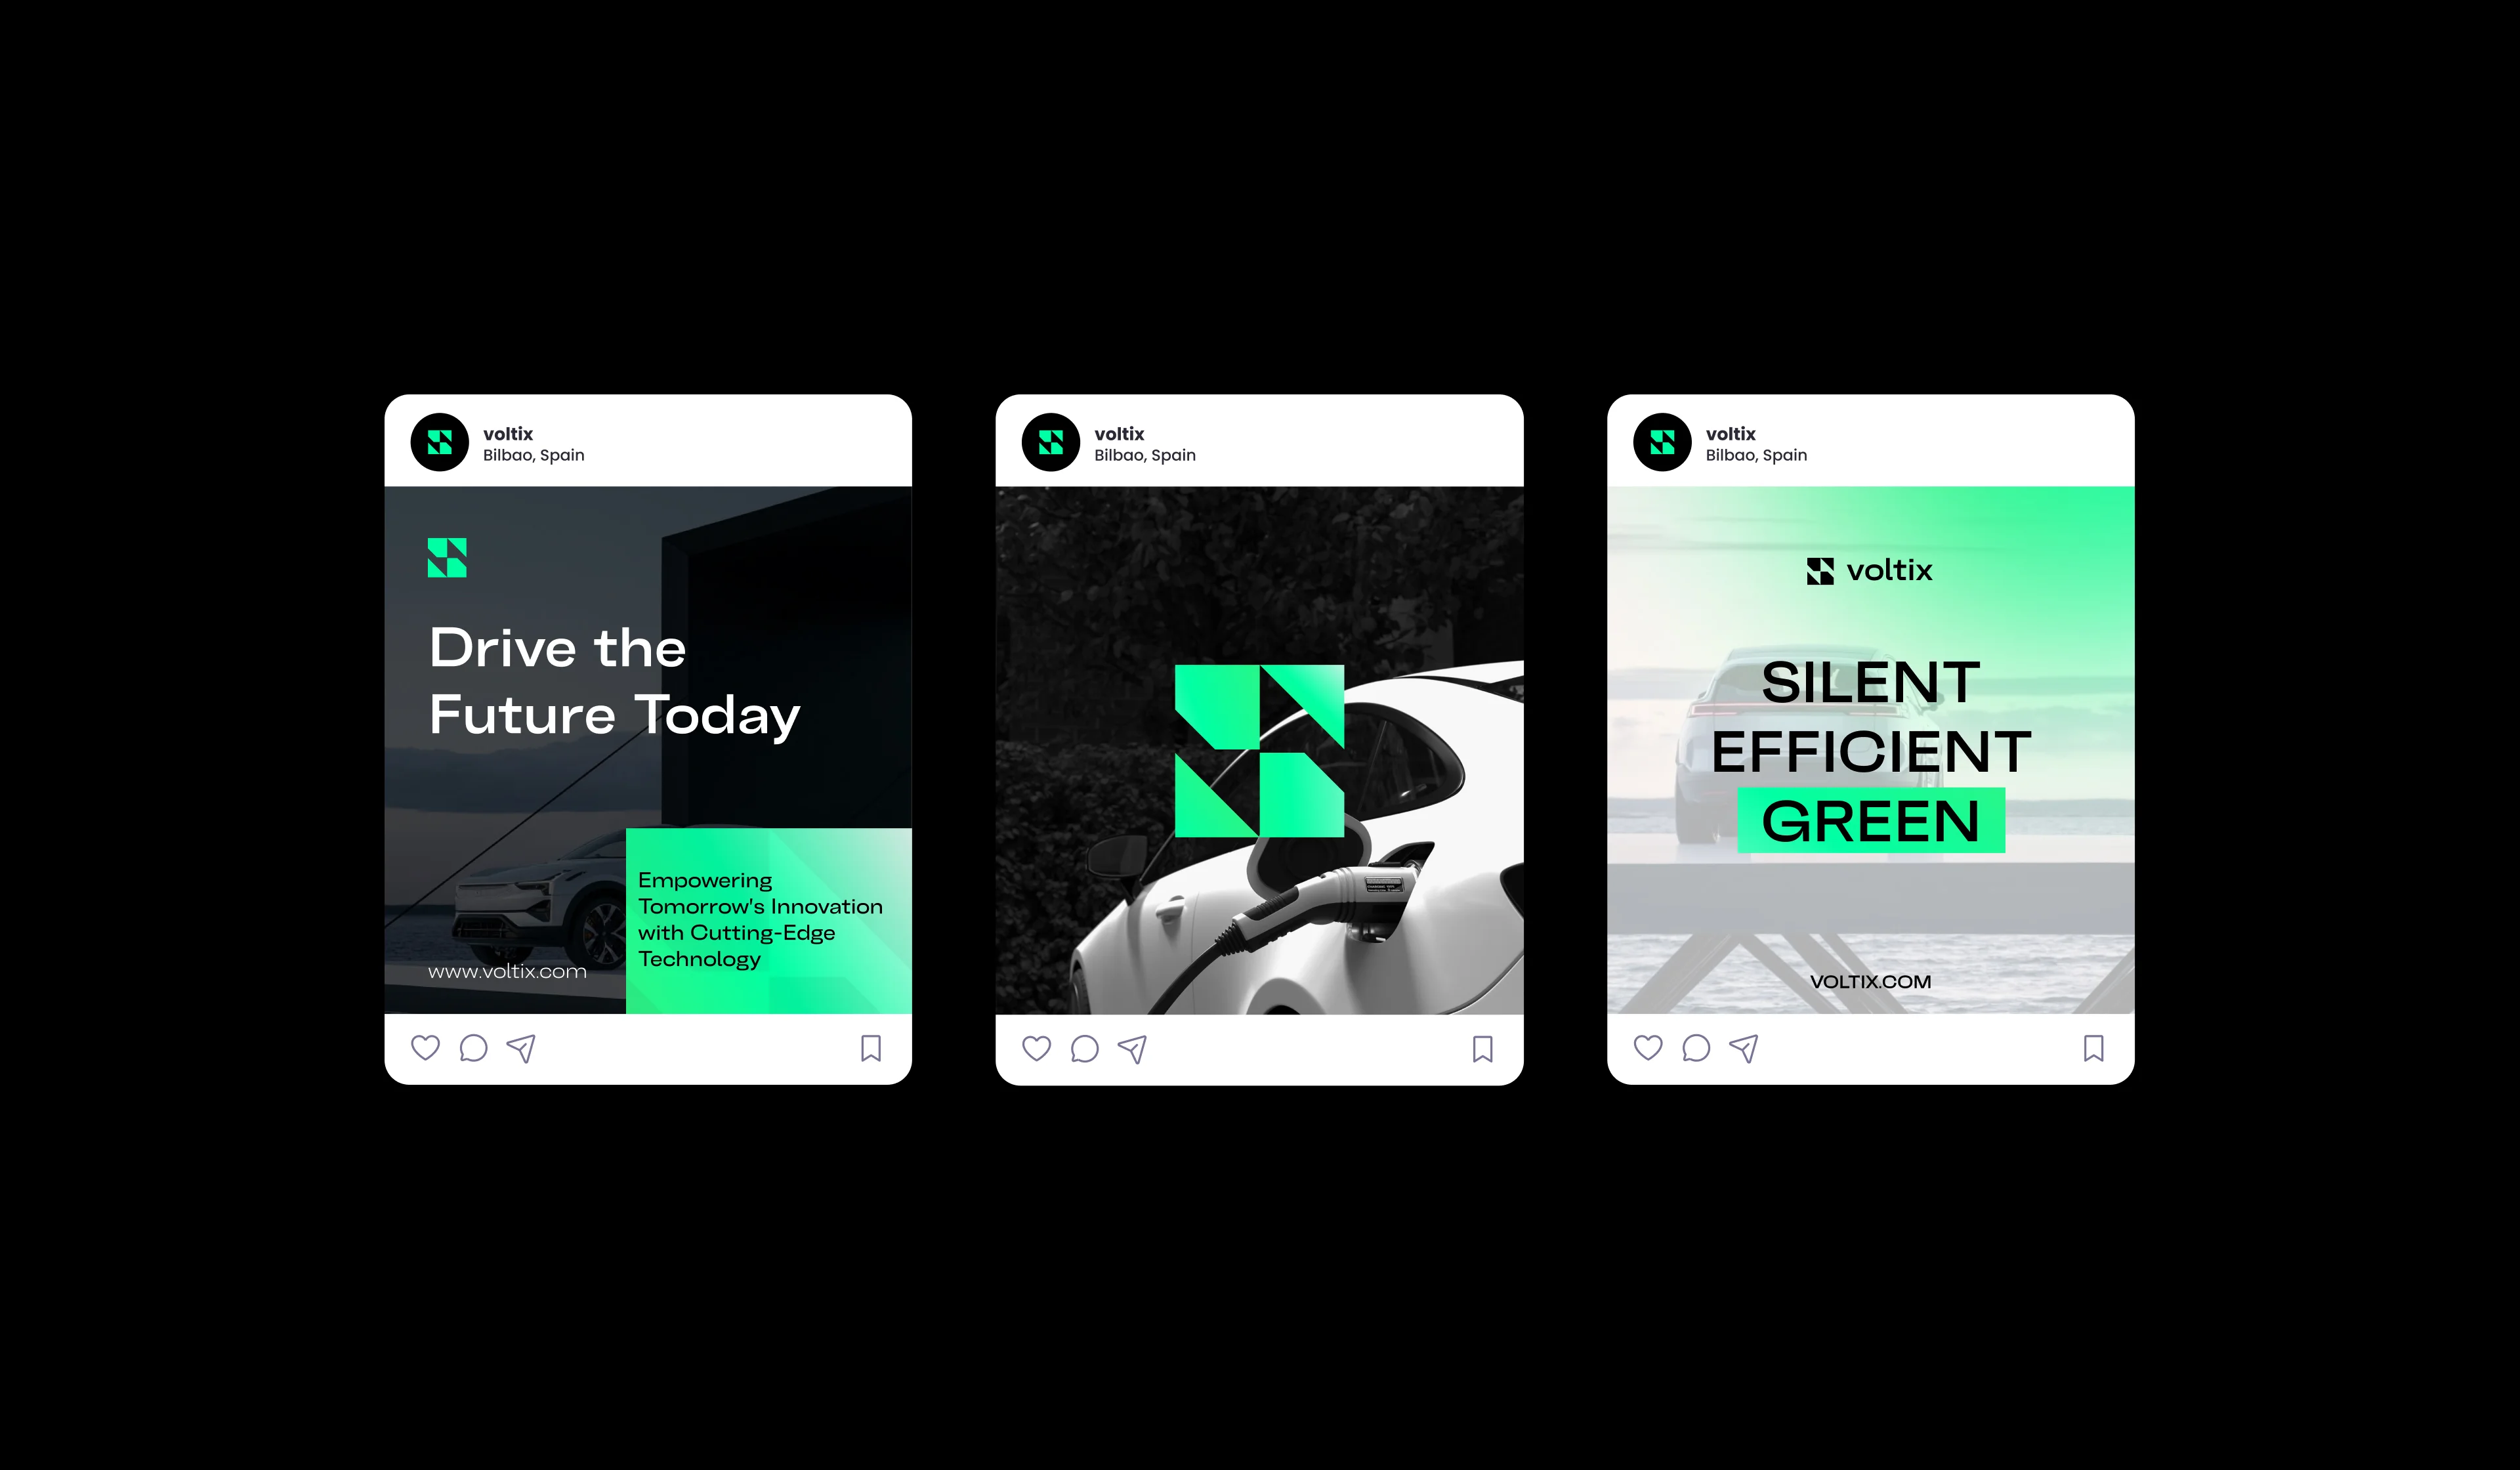 voltix
Bilbao, Spain
Drive the
Future Today
Empowering
Tomorrow's Innovation
with Cutting-Edge
Technology
www.voltix.com
voltix
Bilbao, Spain
voltix
Bilbao, Spain
voltix
SILENT
EFFICIENT
GREEN
VOLTIX.COM